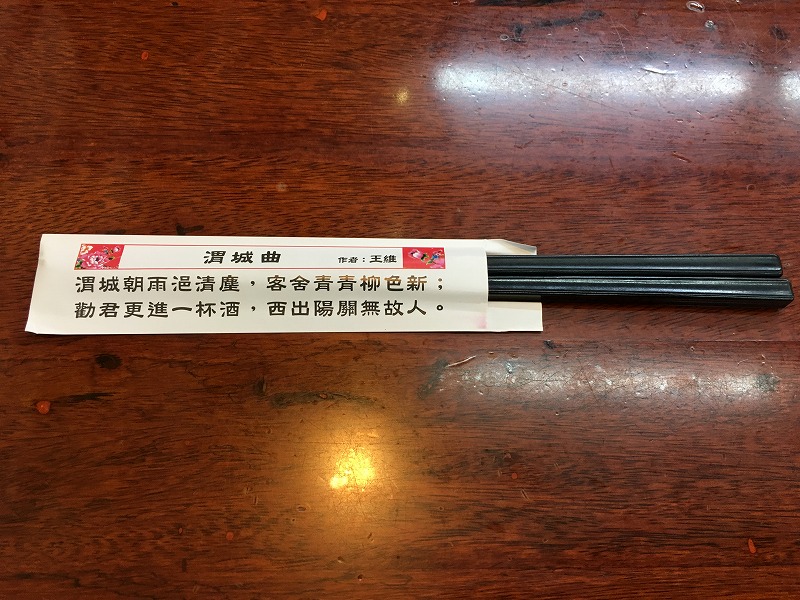 渭城曲 作者：王維
渭城朝雨浥清塵，客舍青青柳色新；
勸君更進一杯酒，西出陽關無故人。